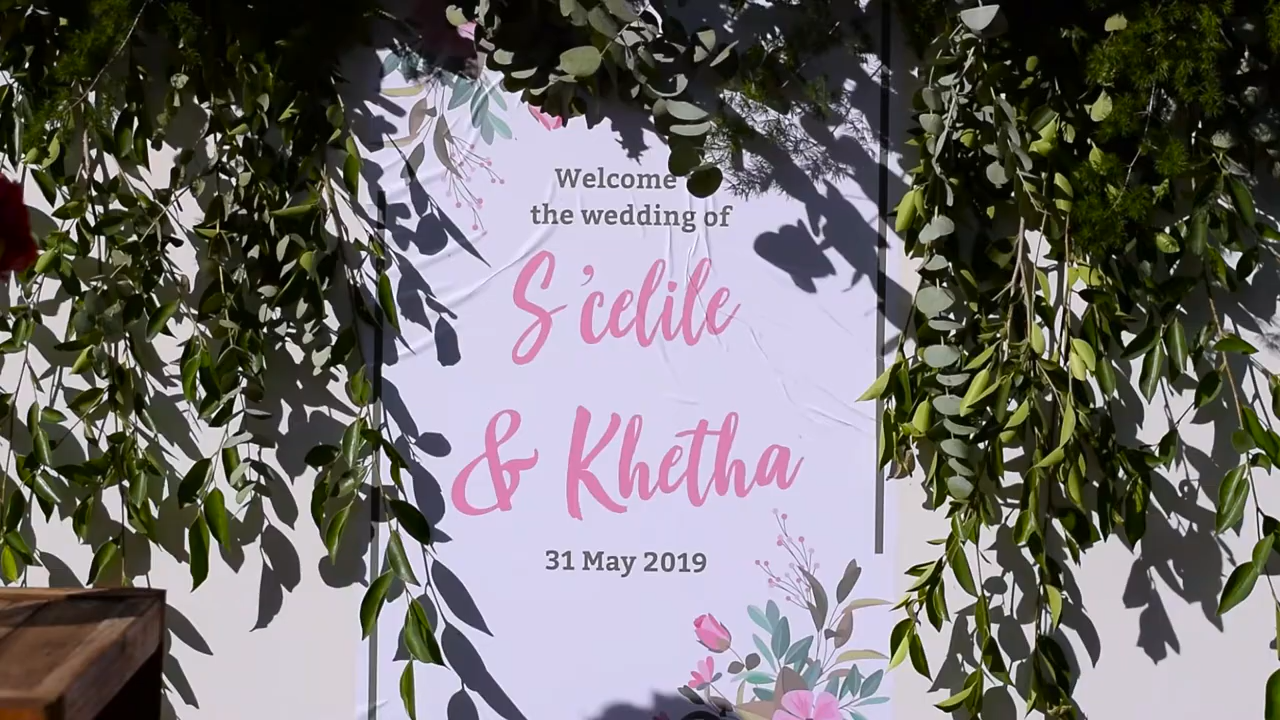 Welcome
the wedding of
S'celile
& Khetha
31 May 2019